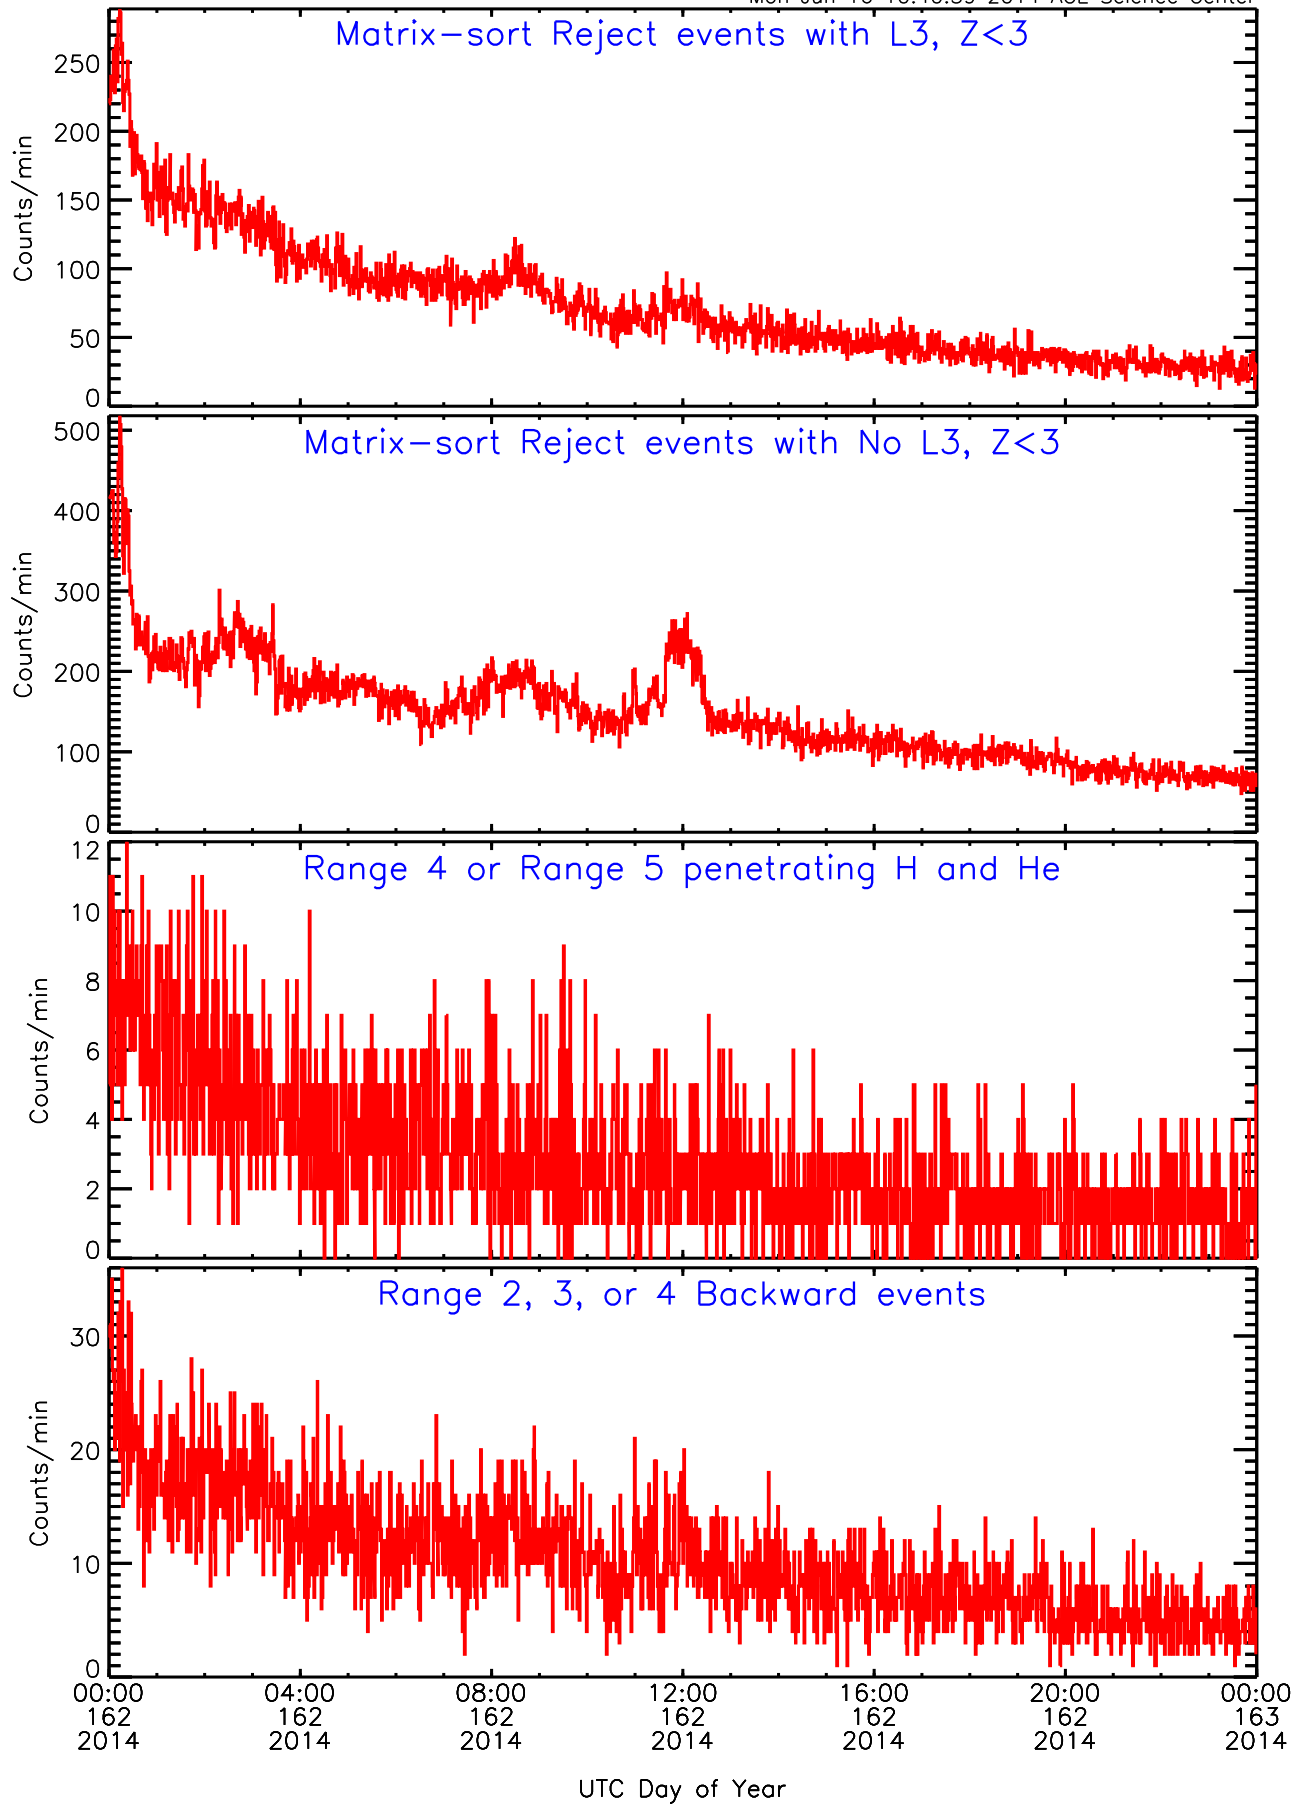 Matrix-sort Reject events with L3, Z<3
250
200
150
100
50
0
Counts/min
Matrix-sort Reject events with No L3, Z<3
500
400
300
200
100
0
Counts/min
Range 4 or Range 5 penetrating H and He
12
10
8
6
4
2
0
Counts/min
Range 2, 3, or 4 Backward events
30
20
10
0
Counts/min
00:00 04:00 08:00 12:00 16:00 20:00 00:00
162 162 162 162 162 162 163
2014 2014 2014 2014 2014 2014 2014
UTC Day of Year